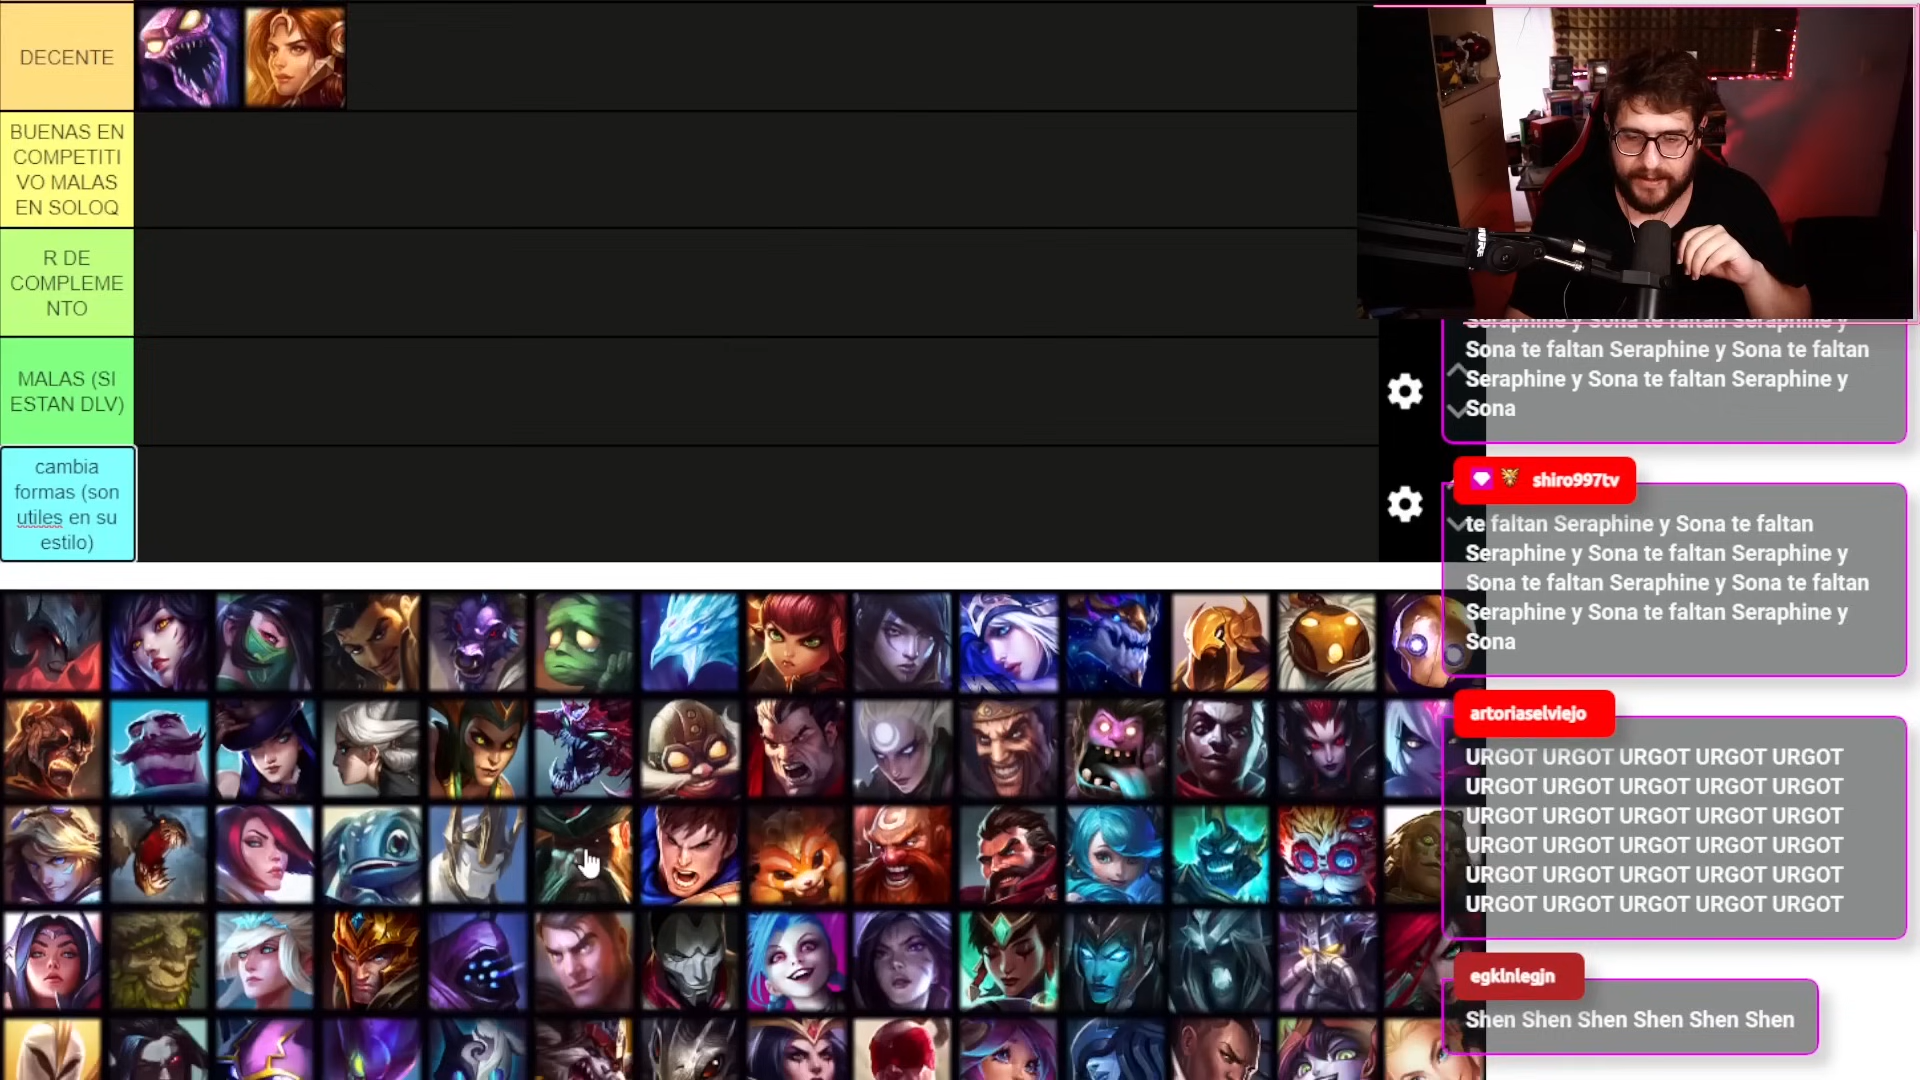 DECENTE
BUENAS EN
COMPETITI
VO MALAS
EN SOLOQ
R DE
COMPLEME
NTO
MALAS (SI
ESTAN DLV)
cambia
formas (son
utiles en su
estilo)
Seraphine y Sona te faltan Seraphine y
Sona te faltan Seraphine y Sona te faltan
Seraphine y Sona te faltan Seraphine y
Sona
shiro997tv
te faltan Seraphine y Sona te faltan
Seraphine y Sona te faltan Seraphine y
Sona te faltan Seraphine y Sona te faltan
Seraphine y Sona te faltan Seraphine y
Sona
artoriaselviejo
URGOT URGOT URGOT URGOT URGOT
URGOT URGOT URGOT URGOT URGOT
URGOT URGOT URGOT URGOT URGOT
URGOT URGOT URGOT URGOT URGOT
URGOT URGOT URGOT URGOT URGOT
URGOT URGOT URGOT URGOT URGOT
Shen Shen Shen Shen Shen Shen